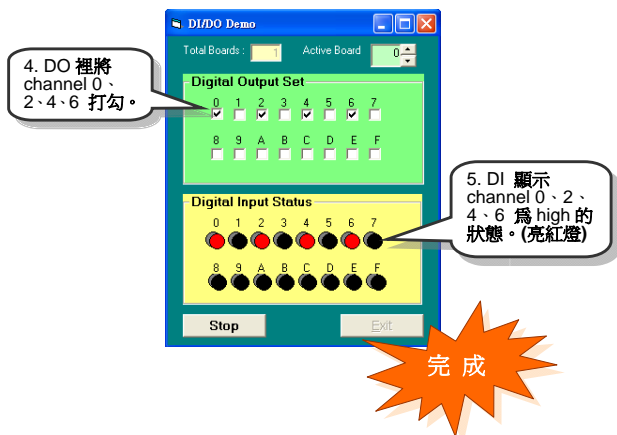 DI/DO Demo
Total Boards : 1 Active Board 0
4. DO 裡將
channel 0、
2、4、6 打勾。
Digital Output Set
0 1 2 3 4 5 6 7
8 9 A B C D E F
5. DI 顯示
channel 0、2、
4、6 為 high 的
狀態。(亮紅燈)
Digital Input Status
0 1 2 3 4 5 6 7
8 9 A B C D E F
Stop Exit
完 成